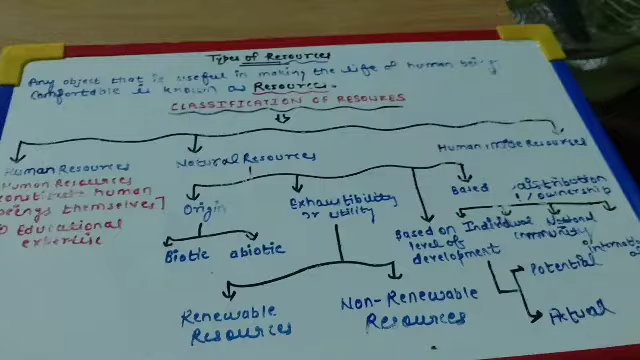 Types of Resources
Any object that is useful in making the life of human being
comfortable is known as Resources.
CLASSIFICATION OF RESOURES
Human Resources
Natural Resources
Human made Resources
Human Resources
constitute human
beings themselves]
Educational
expertise
Origin
Exhaustibility
or utility
Based
distribution
/ownership
Biotic
abiotic
Based on
level of
development
Individual
community
National
Renewable
Resources
Non-Renewable
Resources
Potential
Actual